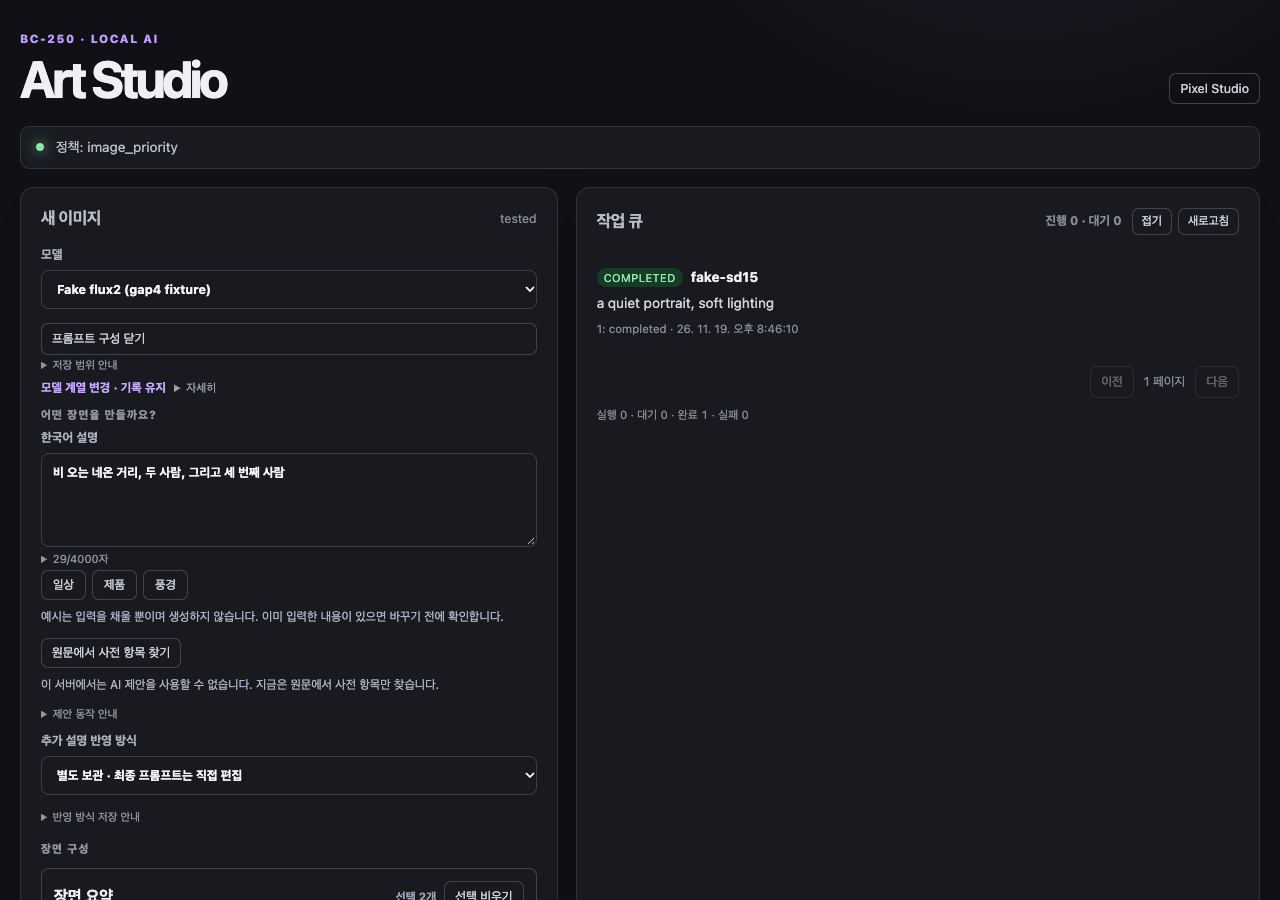 BC-250 · LOCAL AI
Art Studio
Pixel Studio
정책: image_priority
새 이미지
tested
모델
Fake flux2 (gap4 fixture)
프롬프트 구성 닫기
▶ 저장 범위 안내
모델 계열 변경 · 기록 유지 ▶ 자세히
어떤 장면을 만들까요?
한국어 설명
비 오는 네온 거리, 두 사람, 그리고 세 번째 사람
▶ 29/4000자
일상 제품 풍경
예시는 입력을 채울 뿐이며 생성하지 않습니다. 이미 입력한 내용이 있으면 바꾸기 전에 확인합니다.
원문에서 사전 항목 찾기
이 서버에서는 AI 제안을 사용할 수 없습니다. 지금은 원문에서 사전 항목만 찾습니다.
▶ 제안 동작 안내
추가 설명 반영 방식
별도 보관 · 최종 프롬프트는 직접 편집
▶ 반영 방식 저장 안내
장면 구성
장면 요약
선택 2개 선택 비우기
작업 큐
진행 0 · 대기 0 접기 새로고침
COMPLETED fake-sd15
a quiet portrait, soft lighting
1: completed · 26. 11. 19. 오후 8:46:10
이전 1 페이지 다음
실행 0 · 대기 0 · 완료 1 · 실패 0